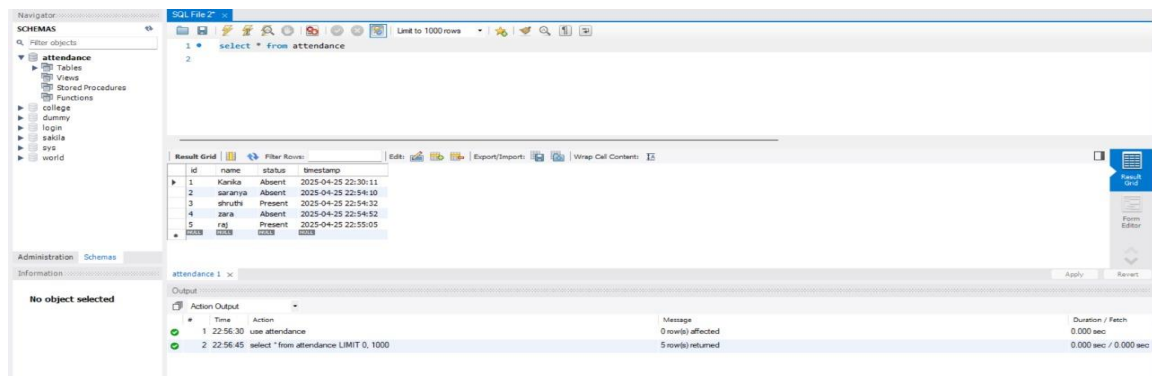 Navigator
SQL File 2*
SCHEMAS
Filter objects
attendance
Tables
Views
Stored Procedures
Functions
college
dummy
login
sakila
sys
world
Limit to 1000 rows
1 select * from attendance
2
Result Grid Filter Rows: Edit: Export/Import: Wrap Cell Content:
id name status timestamp
1 Kanika Absent 2025-04-25 22:30:11
2 saranya Absent 2025-04-25 22:54:10
3 shruthi Present 2025-04-25 22:54:32
4 zara Absent 2025-04-25 22:54:52
5 raj Present 2025-04-25 22:55:05
NULL NULL NULL NULL
Result Grid
Form Editor
Administration Schemas
Information
No object selected
attendance 1
Apply Revert
Output
Action Output
# Time Action Message Duration / Fetch
1 22:56:30 use attendance 0 row(s) affected 0.000 sec
2 22:56:45 select * from attendance LIMIT 0, 1000 5 row(s) returned 0.000 sec / 0.000 sec